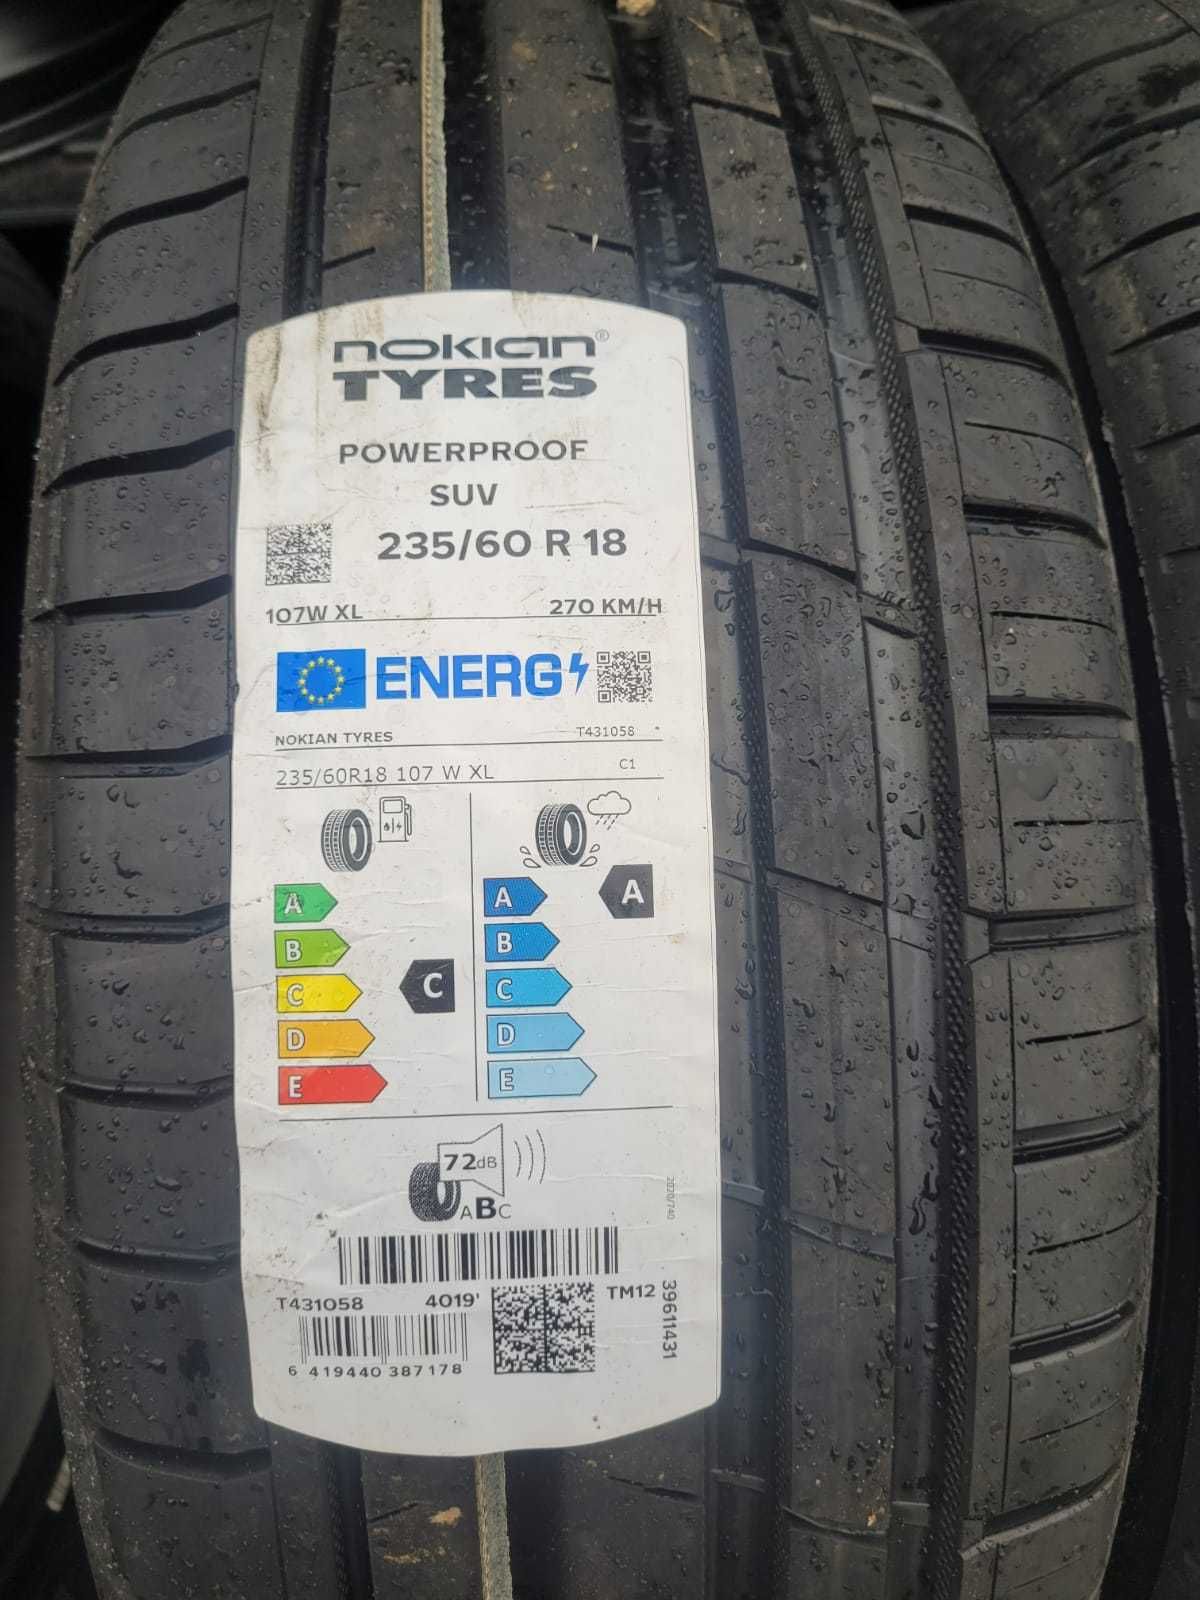 nokian®
TYRES
POWERPROOF
SUV
235/60 R 18
107W XL 270 KM/H
ENERG
NOKIAN TYRES T431058
235/60R18 107 W XL C1
A A A
B B
C C C
D D
E E
72dB
ABC
2020/740
T431058 4019' TM12
39611431
6 419440 387178